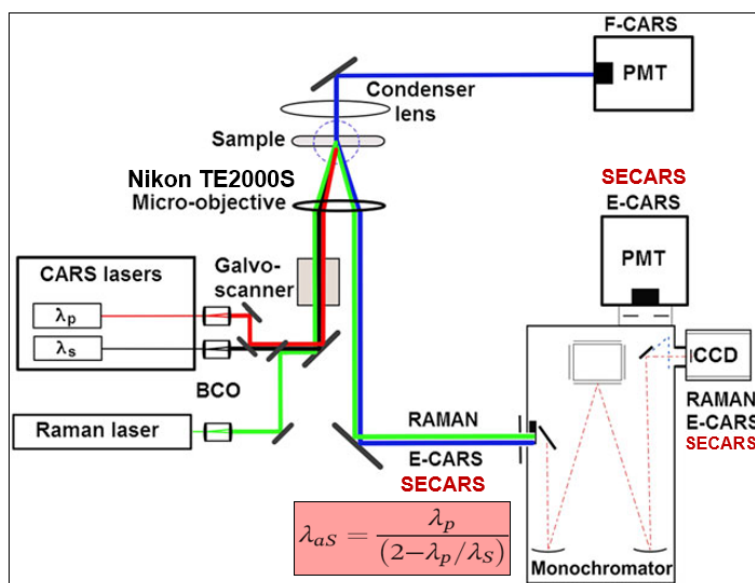 F-CARS
PMT
Condenser
lens
Sample
Nikon TE2000S
Micro-objective
SECARS
E-CARS
PMT
CARS lasers
λp
λs
Galvo-
scanner
BCO
Raman laser
CCD
RAMAN
E-CARS
SECARS
RAMAN
E-CARS
SECARS
λaS = λp / (2−λp/λS)
Monochromator